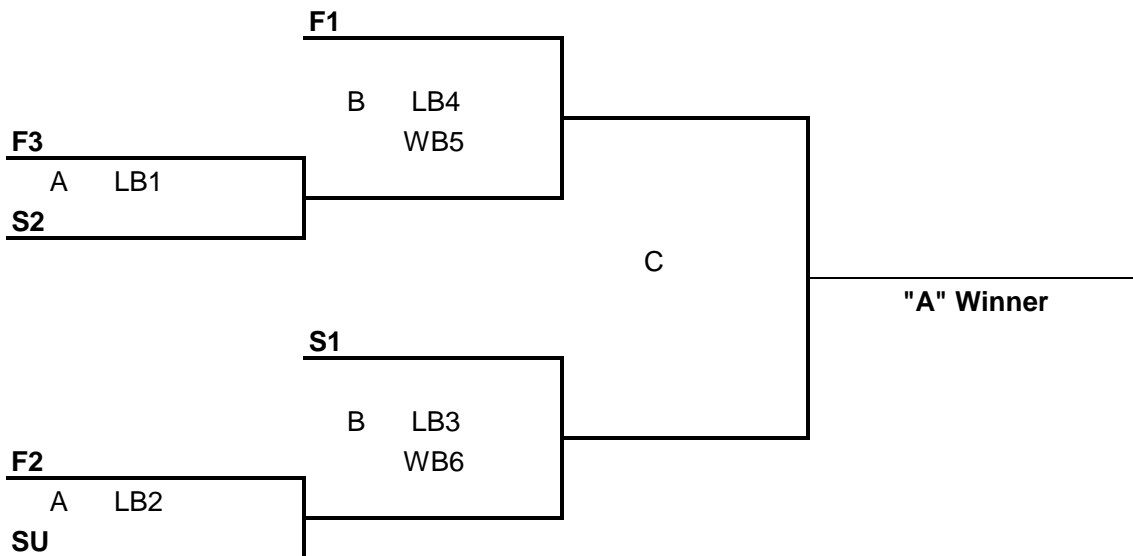 F1
B LB4
WB5
F3
A LB1
S2
C
"A" Winner
S1
B LB3
WB6
F2
A LB2
SU